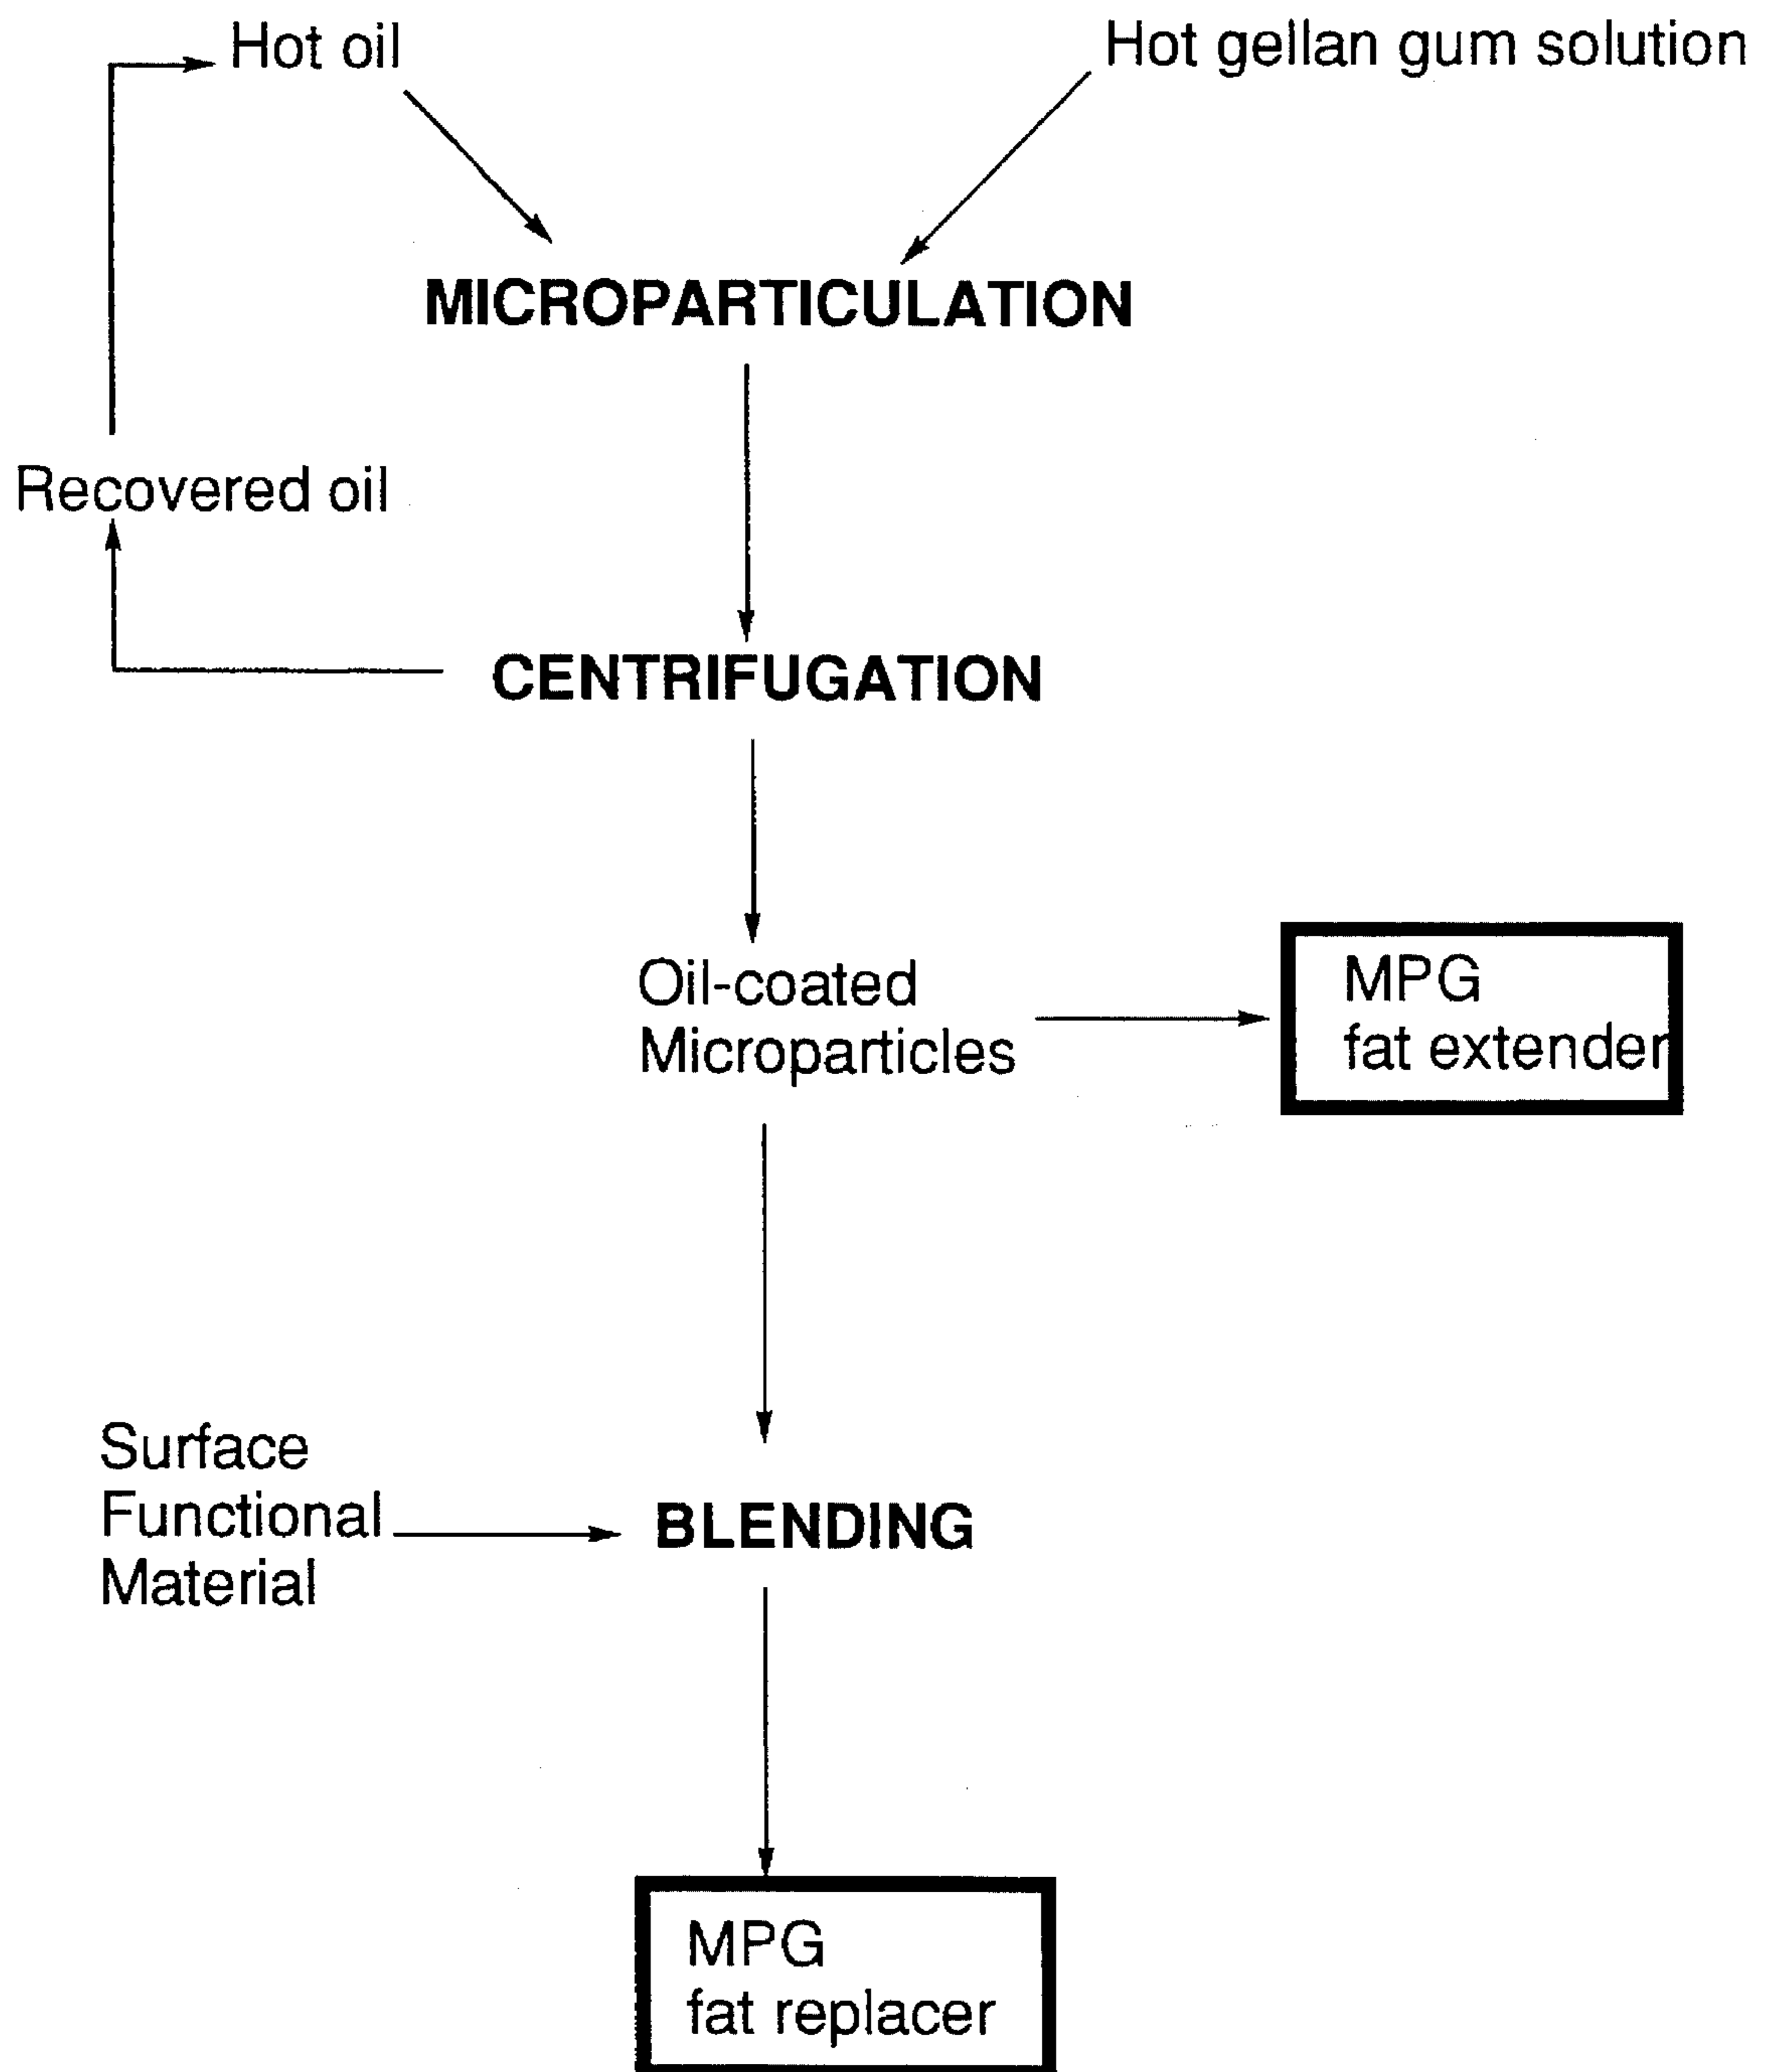 Hot oil
Hot gellan gum solution
MICROPARTICULATION
Recovered oil
CENTRIFUGATION
Oil-coated
Microparticles
MPG
fat extender
Surface
Functional
Material
BLENDING
MPG
fat replacer